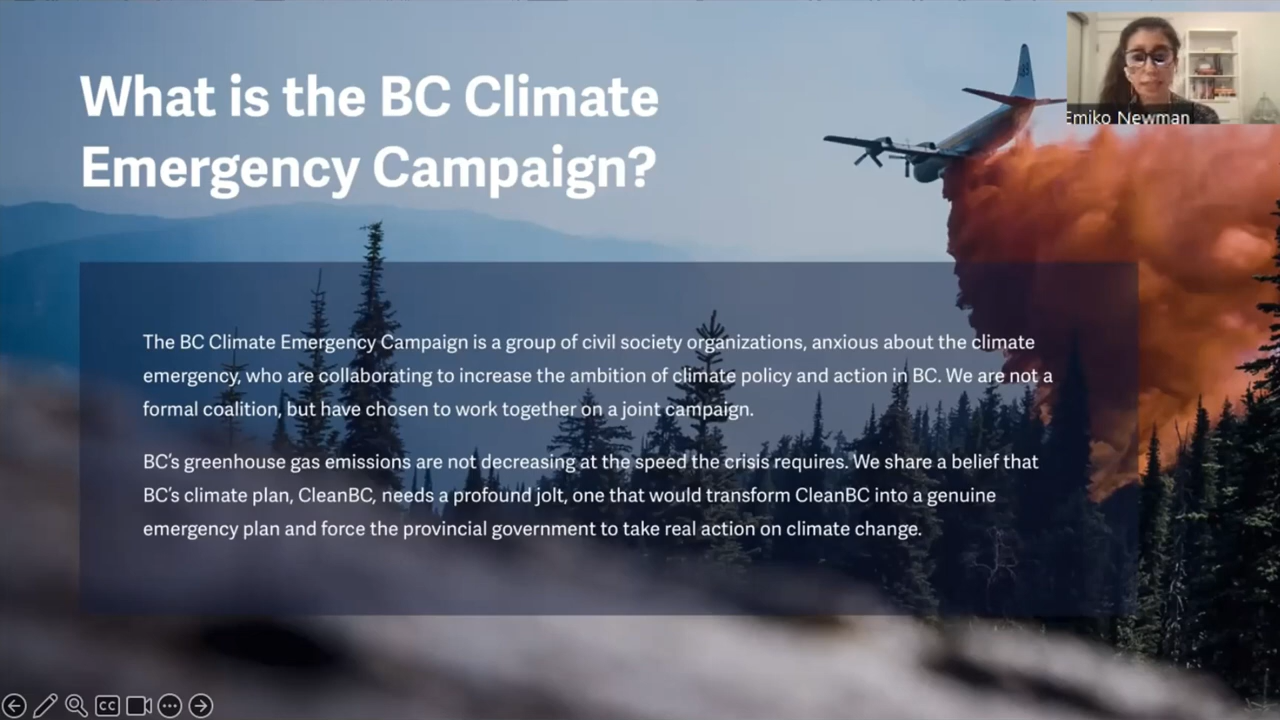 What is the BC Climate
Emergency Campaign?
Emiko Newman
The BC Climate Emergency Campaign is a group of civil society organizations, anxious about the climate
emergency, who are collaborating to increase the ambition of climate policy and action in BC. We are not a
formal coalition, but have chosen to work together on a joint campaign.
BC's greenhouse gas emissions are not decreasing at the speed the crisis requires. We share a belief that
BC's climate plan, CleanBC, needs a profound jolt, one that would transform CleanBC into a genuine
emergency plan and force the provincial government to take real action on climate change.
CC